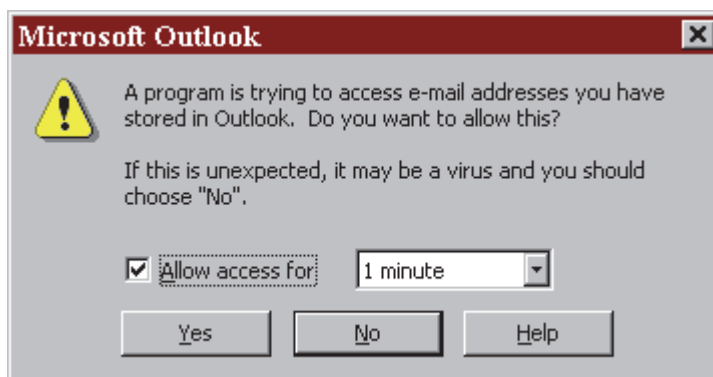 Microsoft Outlook
A program is trying to access e-mail addresses you have
stored in Outlook. Do you want to allow this?
If this is unexpected, it may be a virus and you should
choose "No".
Allow access for 1 minute
Yes No Help